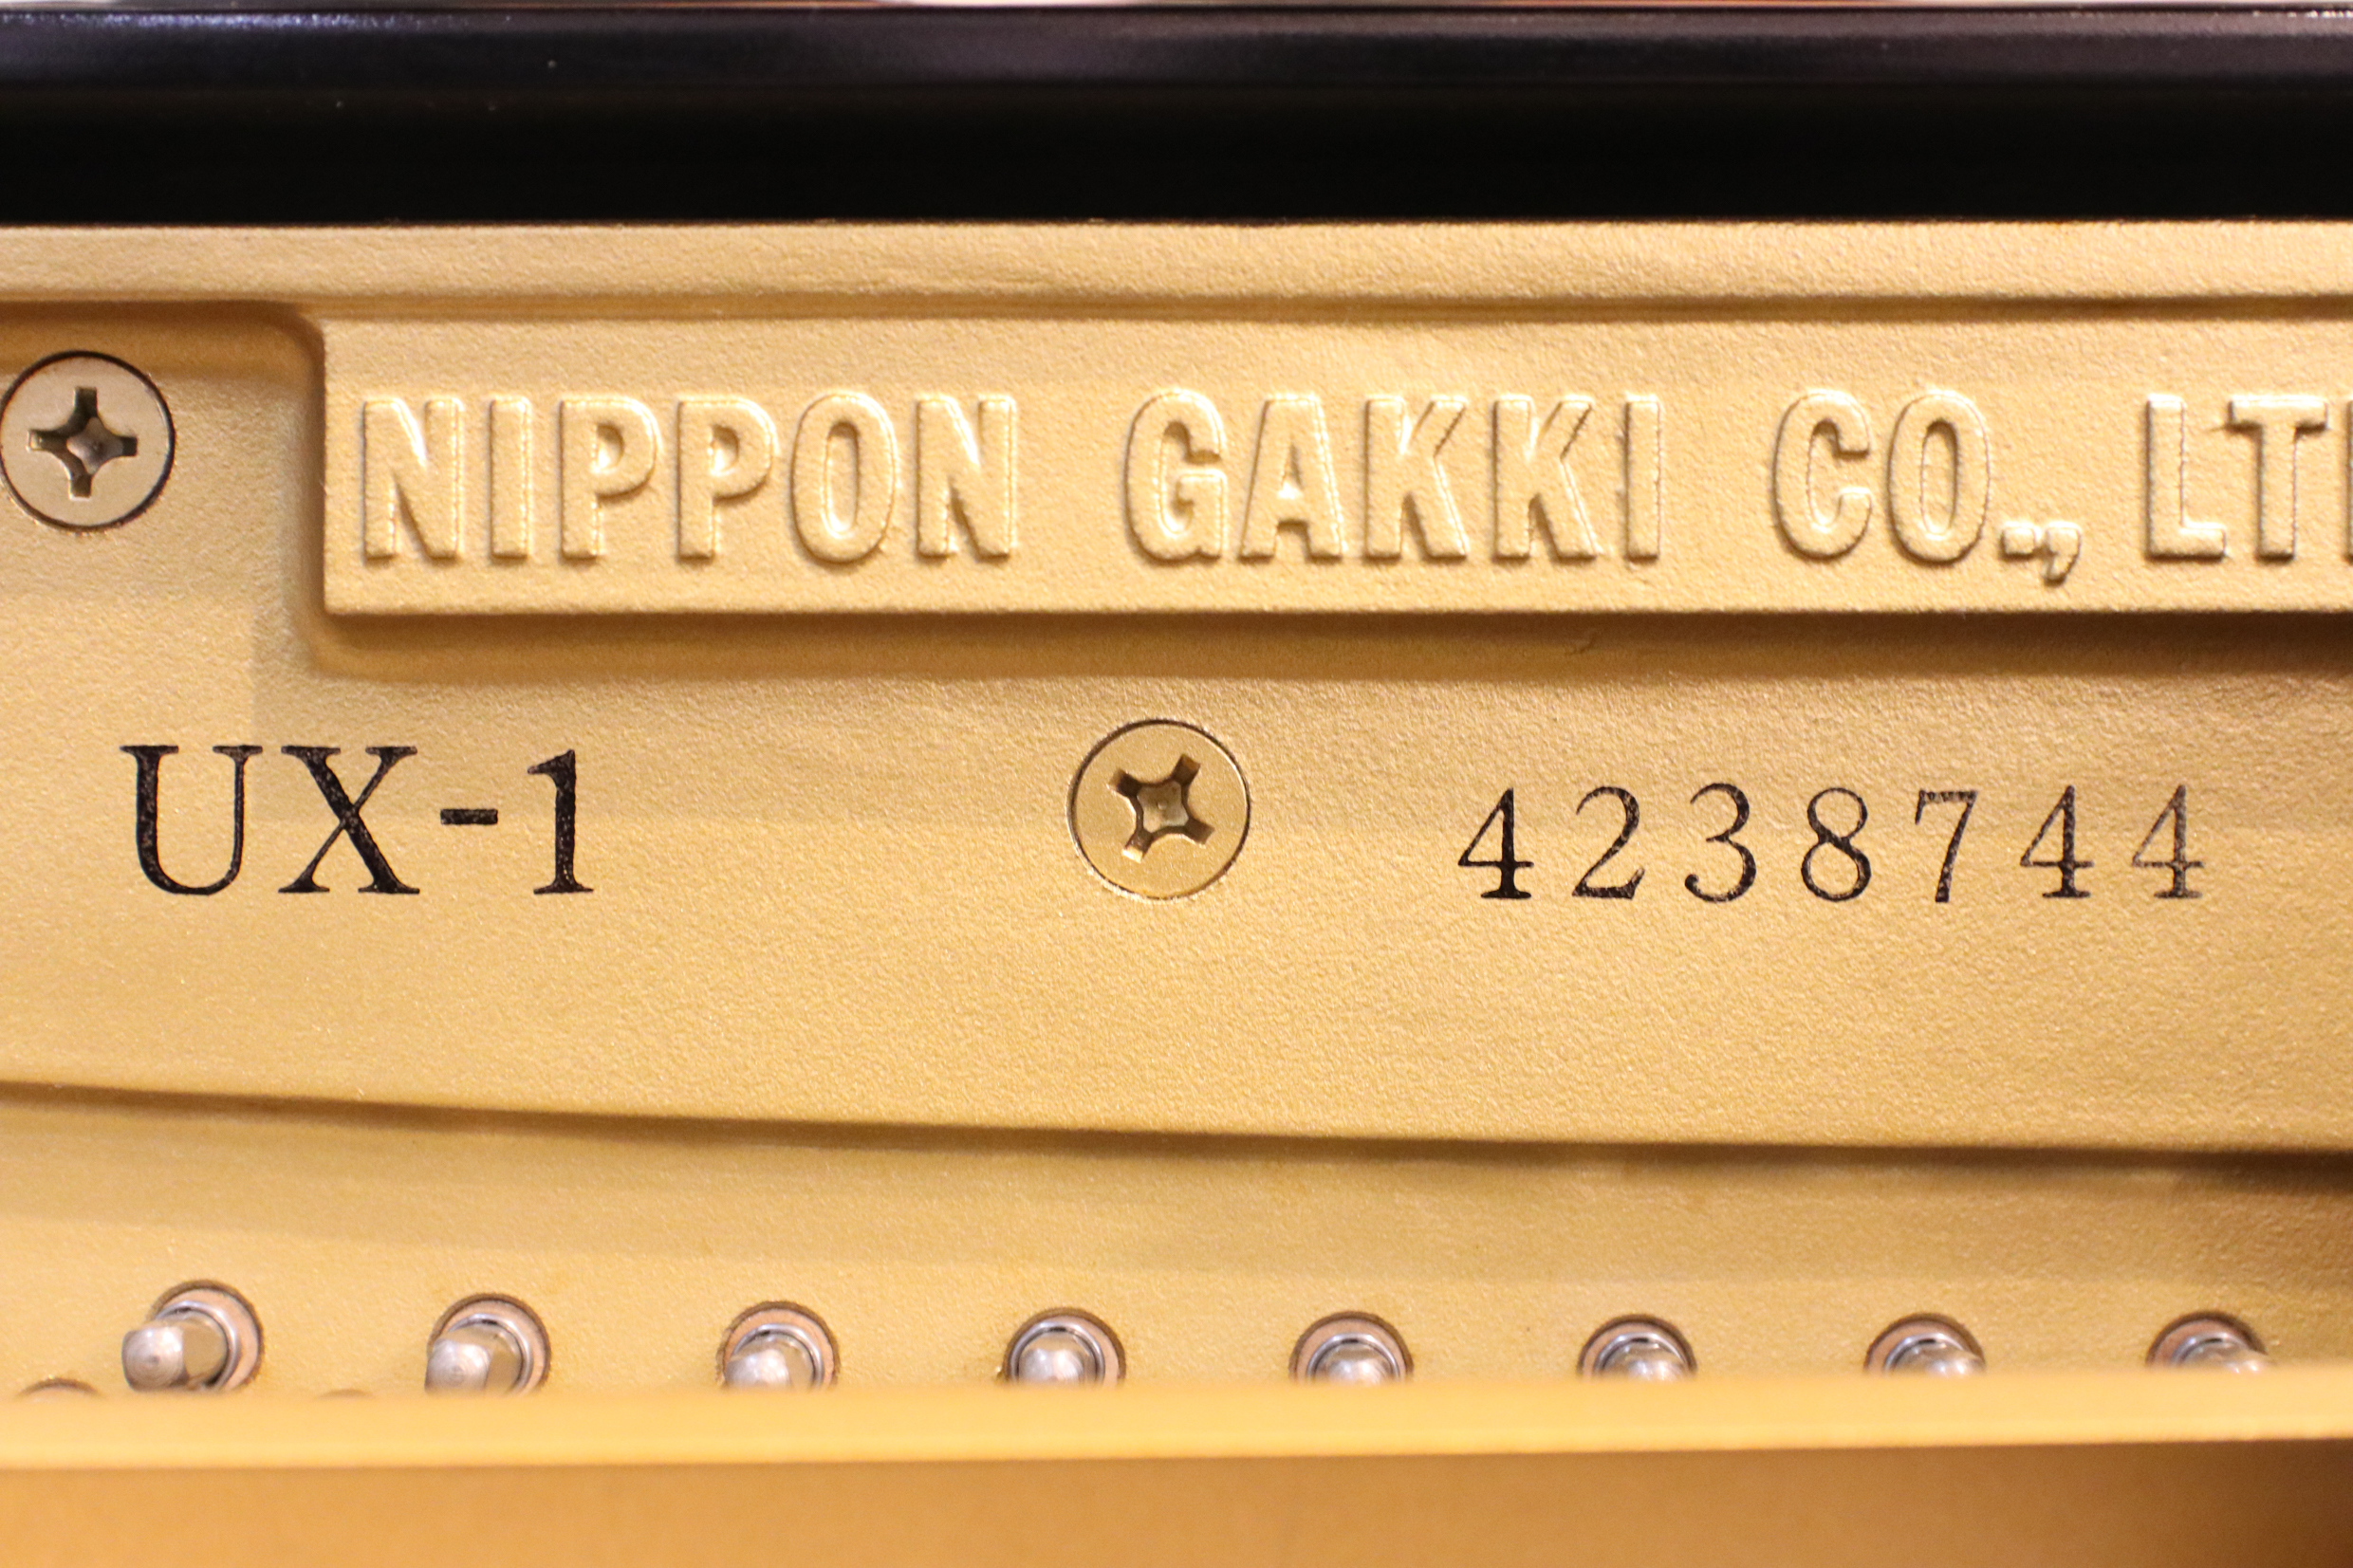 NIPPON GAKKI CO., LT
UX-1 4238744